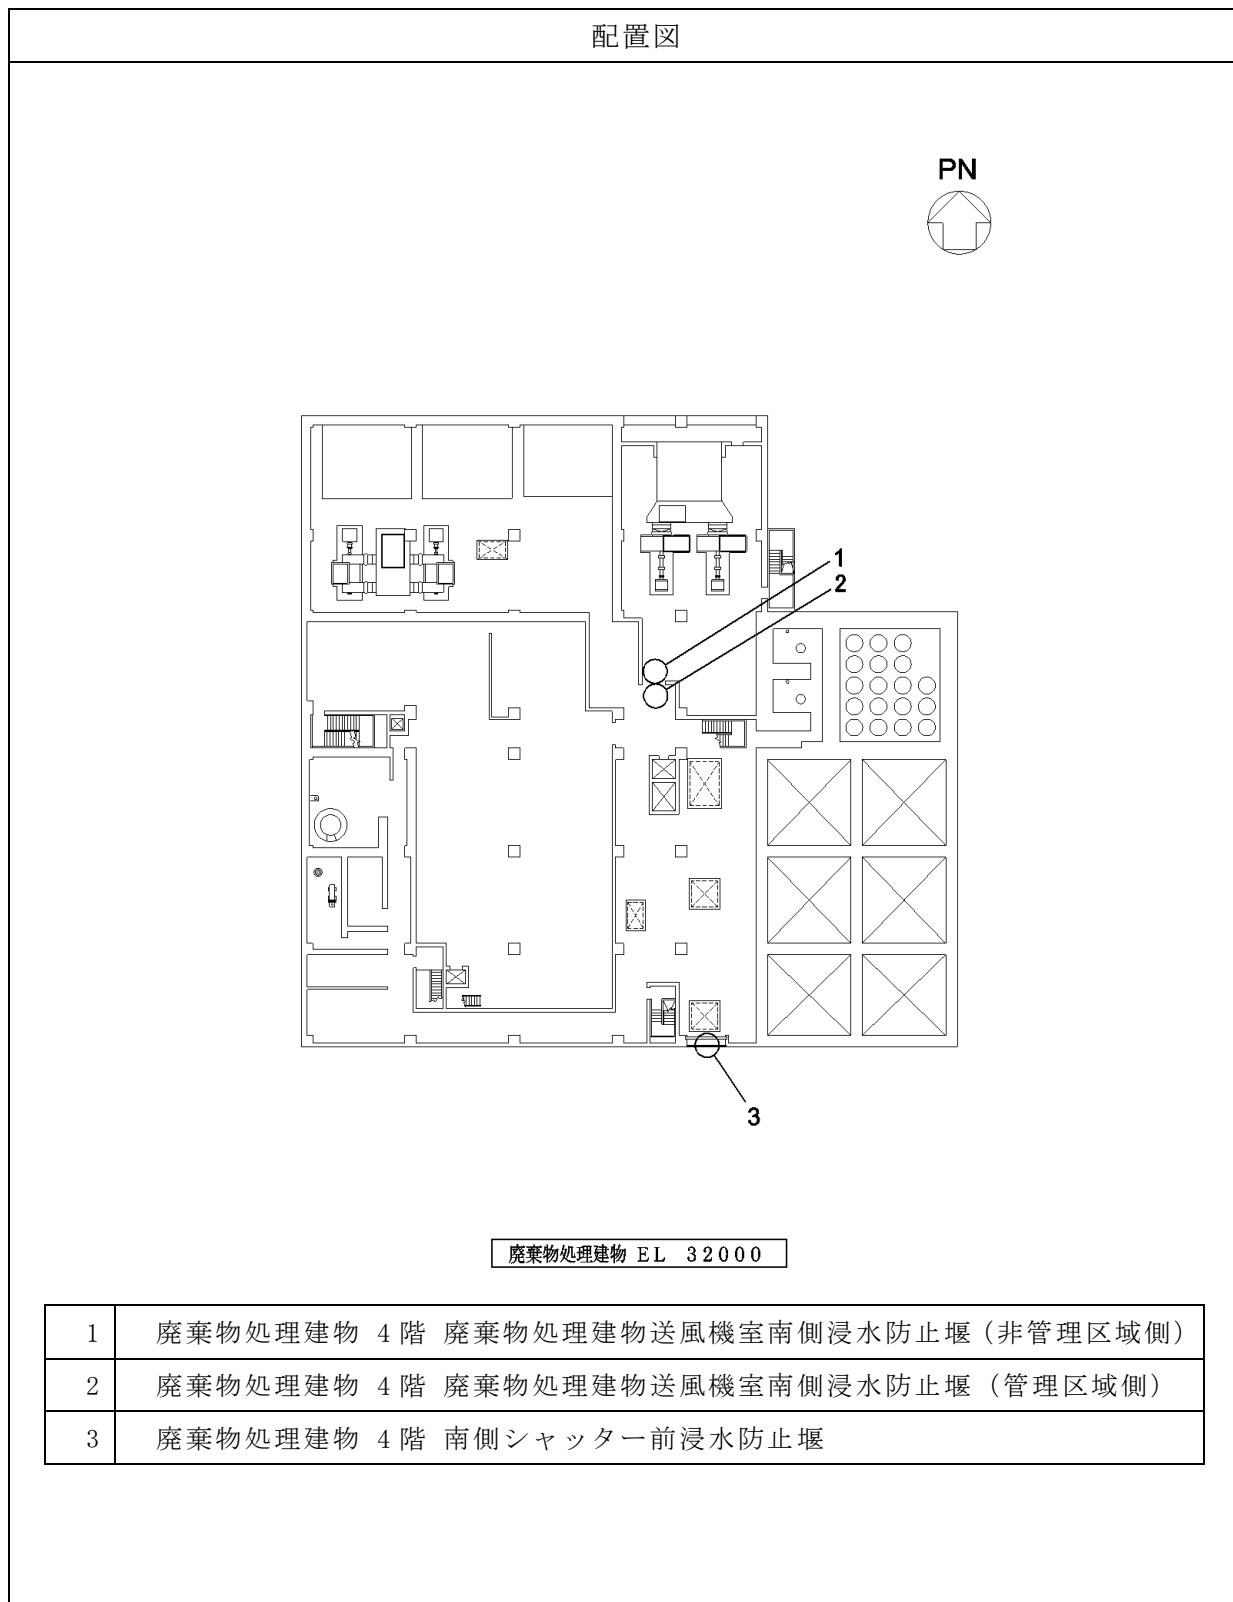 配置図
PN
1
2
3
廃棄物処理建物 EL 32000
1 廃棄物処理建物 4階 廃棄物処理建物送風機室南側浸水防止堰（非管理区域側）
2 廃棄物処理建物 4階 廃棄物処理建物送風機室南側浸水防止堰（管理区域側）
3 廃棄物処理建物 4階 南側シャッター前浸水防止堰